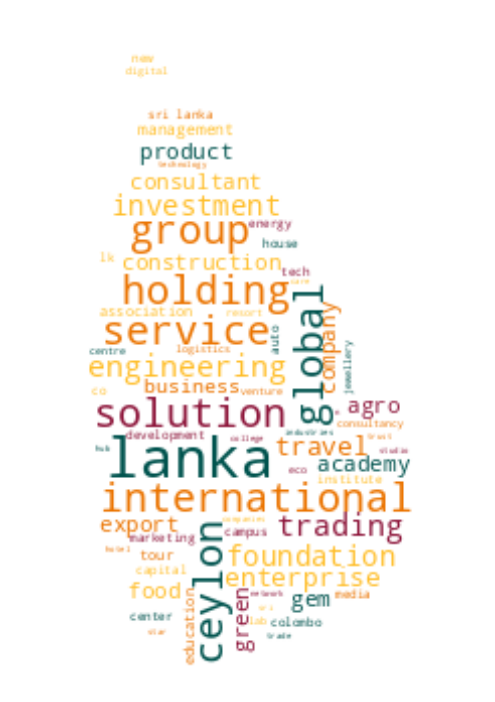 new
digital
sri lanka
management
product
technology
consultant
investment
group
energy
house
lk
construction
tech
holding
global
company
association
resort
service
auto
centre
logistics
jewellery
engineering
co
business
venture
solution
agro
consultancy
development
college
industries
trust
hub
lanka
travel
studio
eco
academy
institute
international
export
companies
trading
marketing
campus
ceylon
hotel
tour
foundation
capital
enterprise
food
education
green
network
gem
media
sri
center
lab
colombo
star
trade